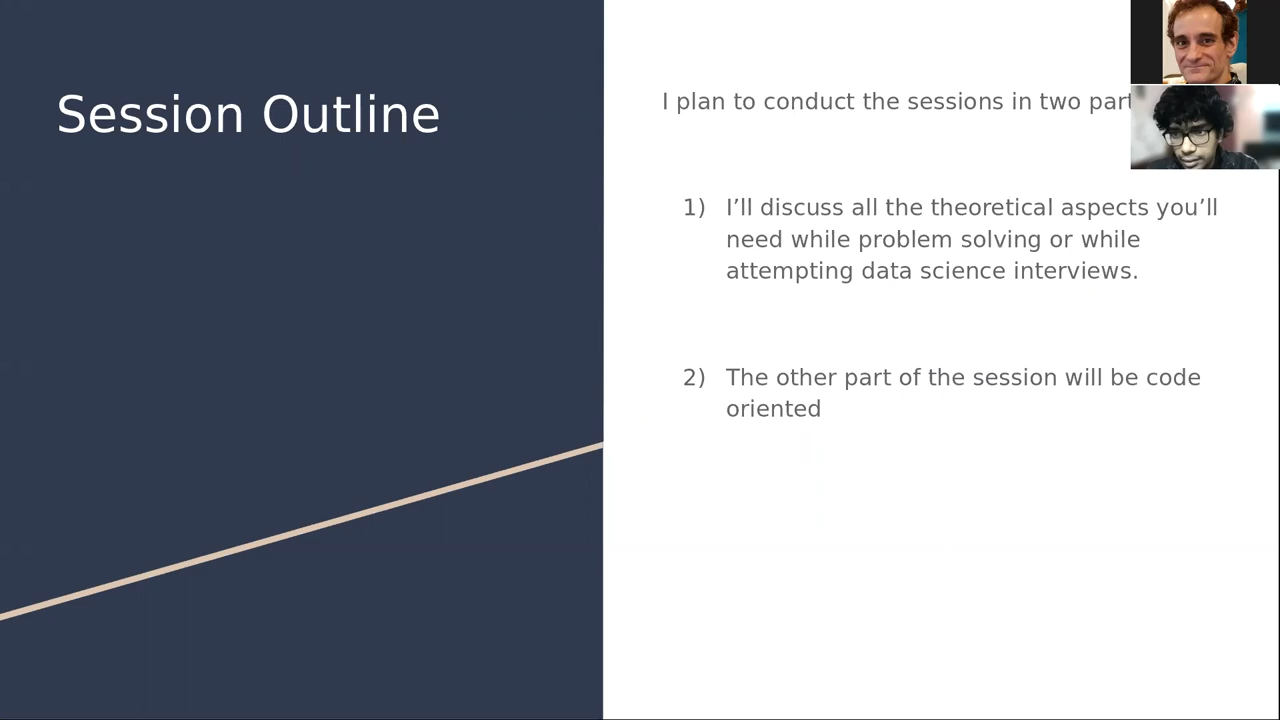 Session Outline
I plan to conduct the sessions in two part
1) I’ll discuss all the theoretical aspects you’ll
need while problem solving or while
attempting data science interviews.
2) The other part of the session will be code
oriented